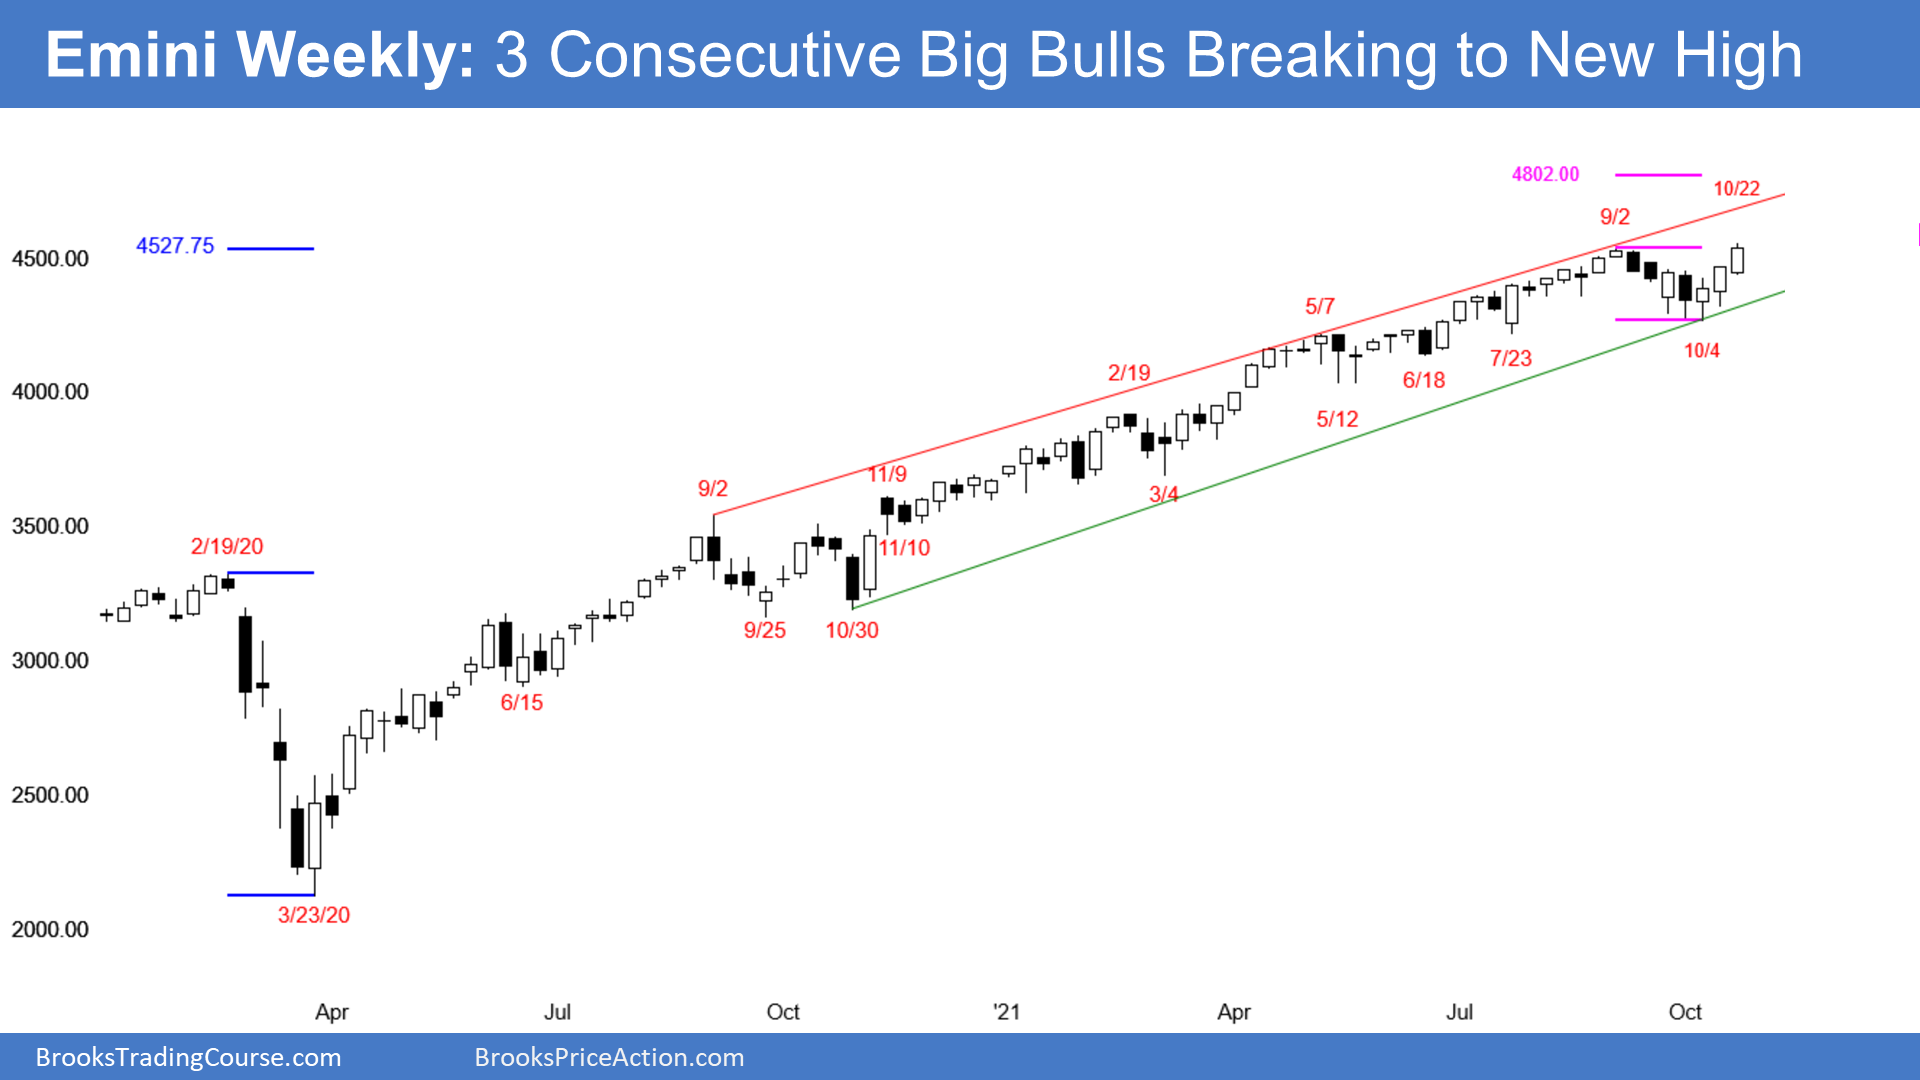 Emini Weekly: 3 Consecutive Big Bulls Breaking to New High
4802.00
10/22
9/2
4527.75
4500.00
5/7
10/4
7/23
6/18
4000.00
2/19
5/12
11/9
9/2
3/4
3500.00
2/19/20
11/10
9/25
10/30
3000.00
6/15
2500.00
3/23/20
2000.00
Apr
Jul
Oct
'21
Apr
Jul
Oct
BrooksTradingCourse.com
BrooksPriceAction.com